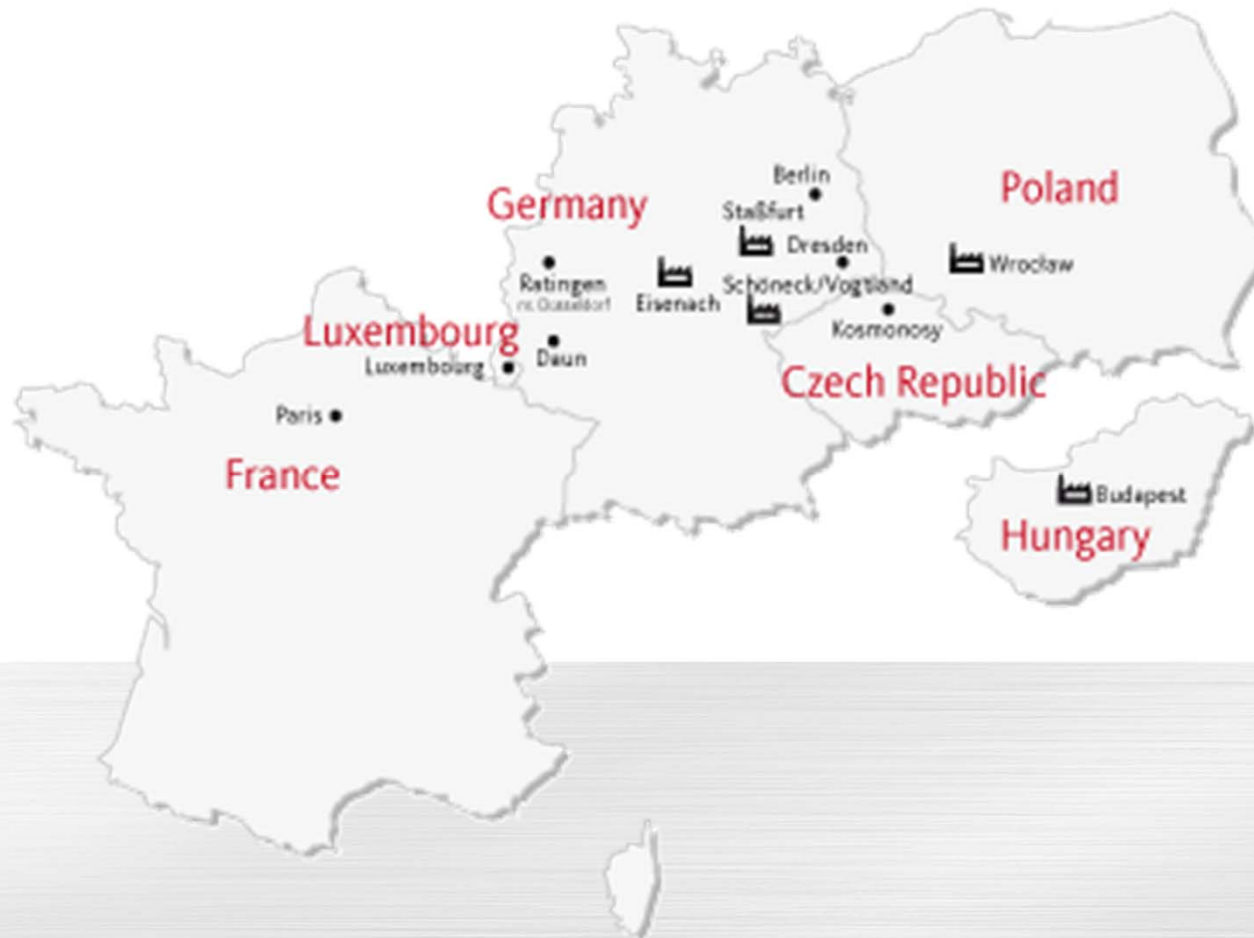 Berlin
Poland
Germany
Staßfurt
Dresden
Wrocław
Ratingen
nr. Düsseldorf
Schöneck/Vogtland
Eisenach
Luxembourg
Kosmonosy
Daun
Luxembourg
Czech Republic
Paris
France
Budapest
Hungary